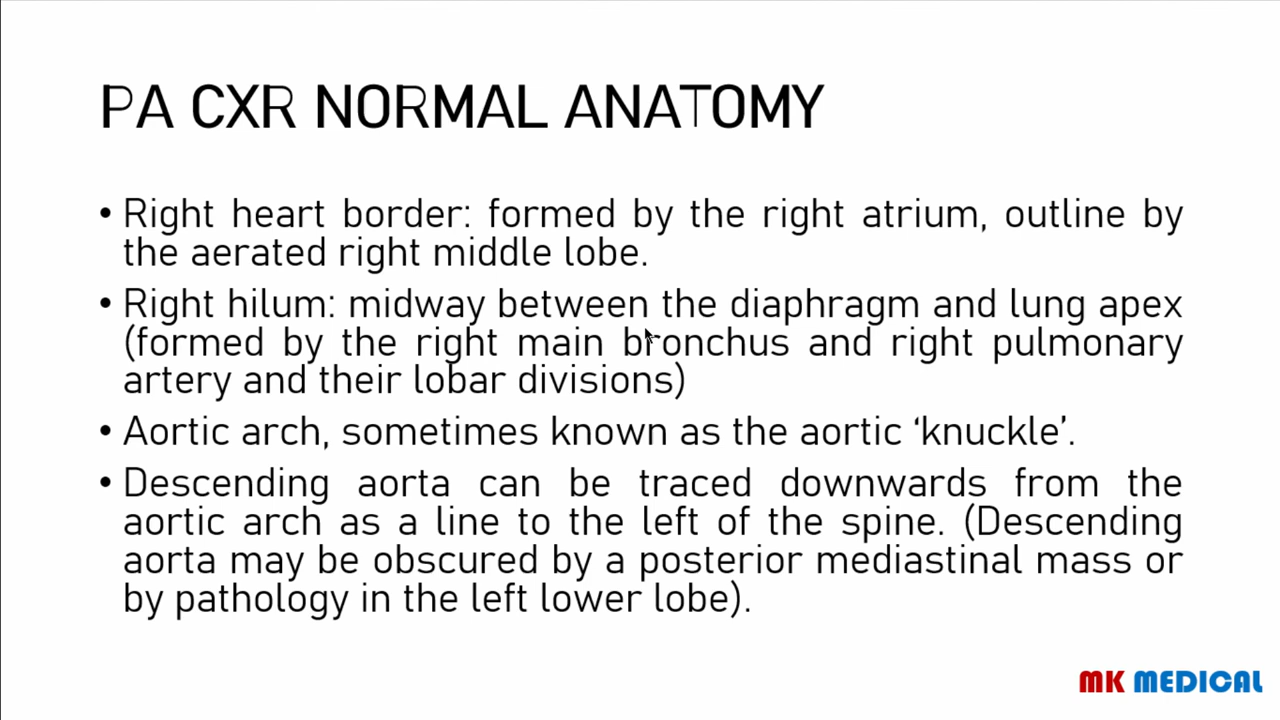 PA CXR NORMAL ANATOMY
• Right heart border: formed by the right atrium, outline by
the aerated right middle lobe.
• Right hilum: midway between the diaphragm and lung apex
(formed by the right main bronchus and right pulmonary
artery and their lobar divisions)
• Aortic arch, sometimes known as the aortic ‘knuckle’.
• Descending aorta can be traced downwards from the
aortic arch as a line to the left of the spine. (Descending
aorta may be obscured by a posterior mediastinal mass or
by pathology in the left lower lobe).
MK MEDICAL